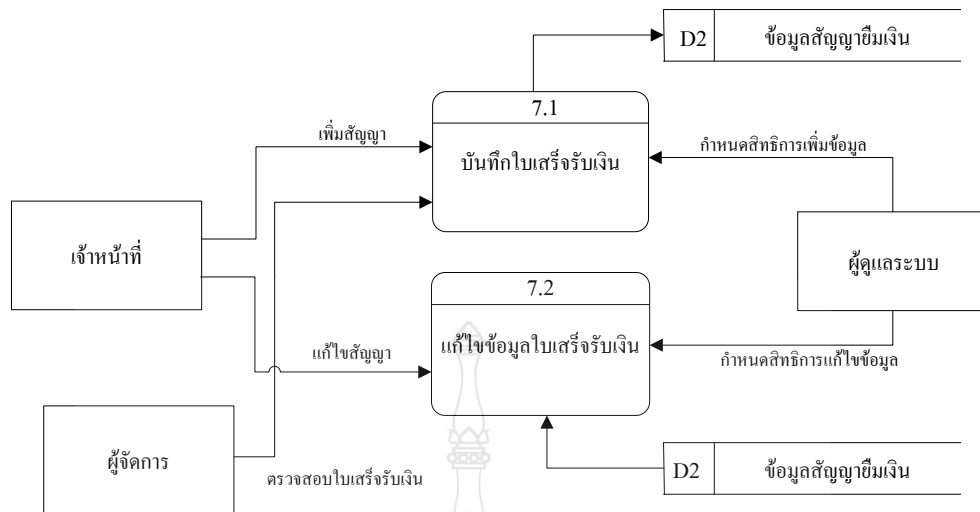 D2 ข้อมูลสัญญายืมเงิน
7.1
เพิ่มสัญญา
บันทึกใบเสร็จรับเงิน
กำหนดสิทธิการเพิ่มข้อมูล
เจ้าหน้าที่
ผู้ดูแลระบบ
7.2
แก้ไขสัญญา
แก้ไขข้อมูลใบเสร็จรับเงิน
กำหนดสิทธิการแก้ไขข้อมูล
ผู้จัดการ
ตรวจสอบใบเสร็จรับเงิน
D2 ข้อมูลสัญญายืมเงิน